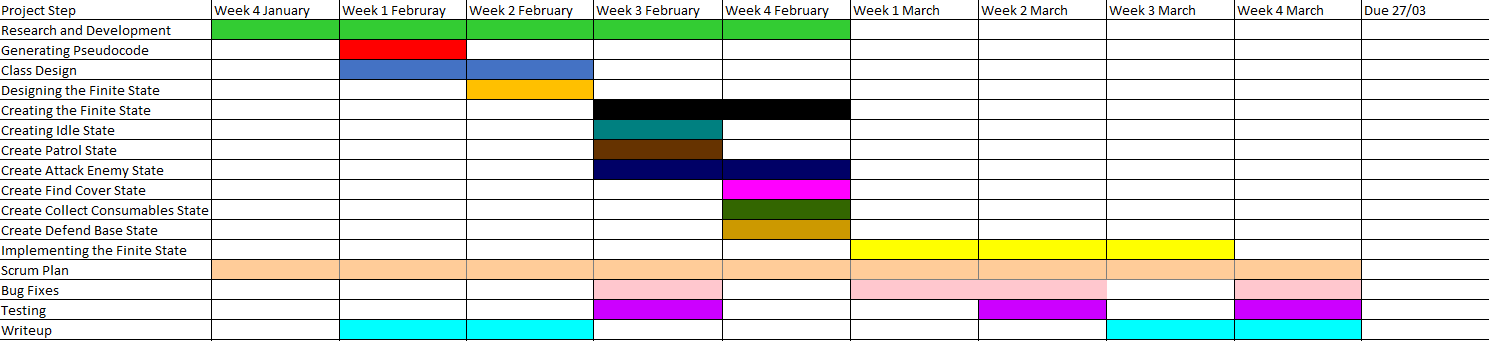 Project Step Week 4 January Week 1 Februray Week 2 February Week 3 February Week 4 February Week 1 March Week 2 March Week 3 March Week 4 March Due 27/03
Research and Development
Generating Pseudocode
Class Design
Designing the Finite State
Creating the Finite State
Creating Idle State
Create Patrol State
Create Attack Enemy State
Create Find Cover State
Create Collect Consumables State
Create Defend Base State
Implementing the Finite State
Scrum Plan
Bug Fixes
Testing
Writeup